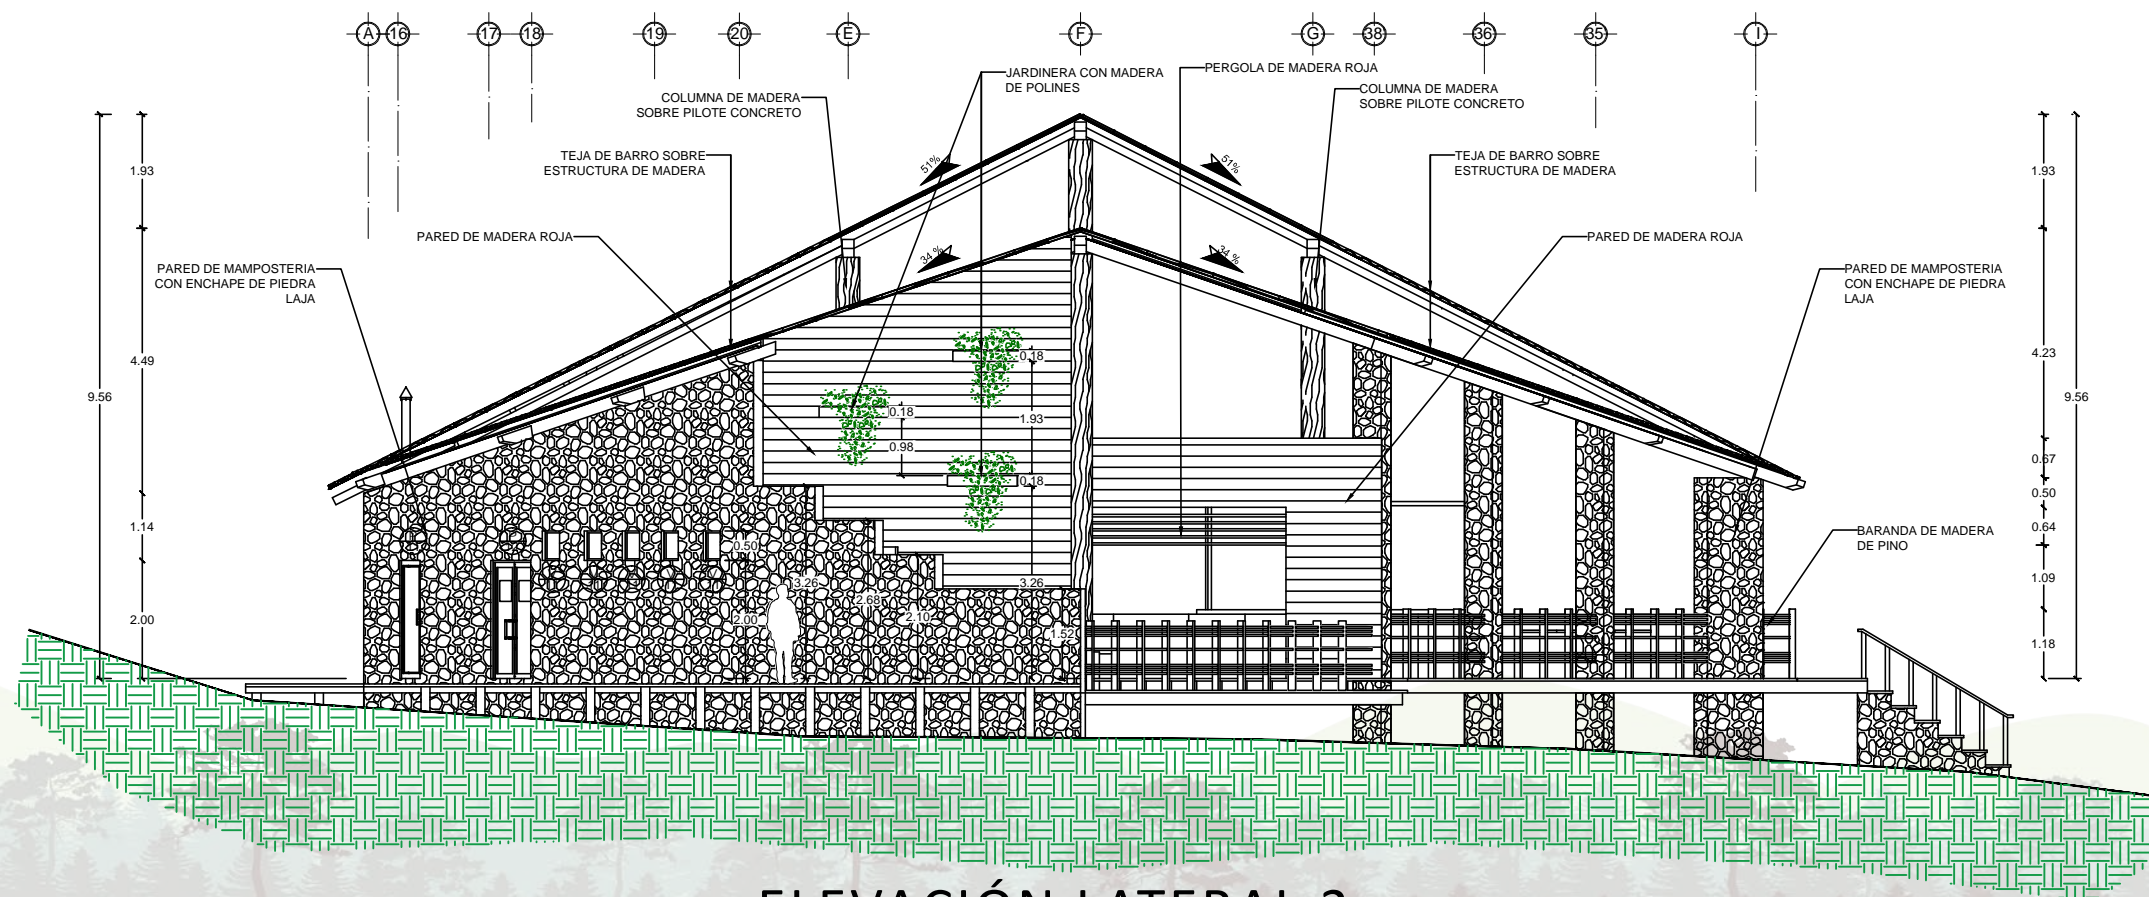 A 16 17 18 19 20 E F G 38 36 35 I
JARDINERA CON MADERA
DE POLINES
PERGOLA DE MADERA ROJA
COLUMNA DE MADERA
SOBRE PILOTE CONCRETO
COLUMNA DE MADERA
SOBRE PILOTE CONCRETO
TEJA DE BARRO SOBRE
ESTRUCTURA DE MADERA
51%
51%
TEJA DE BARRO SOBRE
ESTRUCTURA DE MADERA
PARED DE MADERA ROJA
34 %
34 %
PARED DE MADERA ROJA
PARED DE MAMPOSTERIA
CON ENCHAPE DE PIEDRA
LAJA
PARED DE MAMPOSTERIA
CON ENCHAPE DE PIEDRA
LAJA
BARANDA DE MADERA
DE PINO
9.56
1.93
4.49
1.14
2.00
0.18
0.18
1.93
0.98
0.18
0.50
3.26
2.68
2.10
2.00
3.26
1.52
1.93
4.23
0.67
0.50
0.64
1.09
1.18
9.56
ELEVACIÓN LATERAL 2